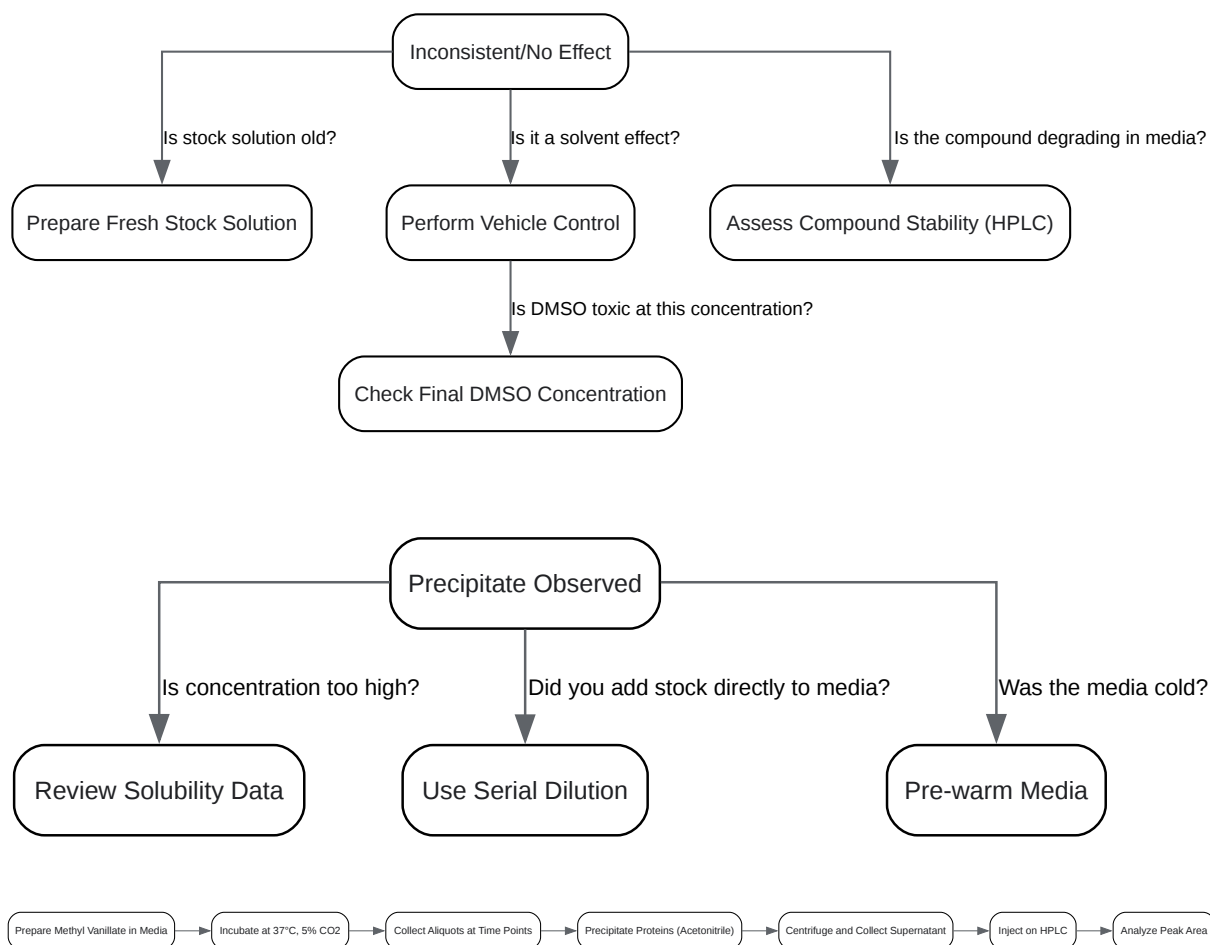 Inconsistent/No Effect
Is stock solution old?
Is it a solvent effect?
Is the compound degrading in media?
Prepare Fresh Stock Solution
Perform Vehicle Control
Assess Compound Stability (HPLC)
Is DMSO toxic at this concentration?
Check Final DMSO Concentration
Precipitate Observed
Is concentration too high?
Did you add stock directly to media?
Was the media cold?
Review Solubility Data
Use Serial Dilution
Pre-warm Media
Prepare Methyl Vanillate in Media
Incubate at 37°C, 5% CO2
Collect Aliquots at Time Points
Precipitate Proteins (Acetonitrile)
Centrifuge and Collect Supernatant
Inject on HPLC
Analyze Peak Area